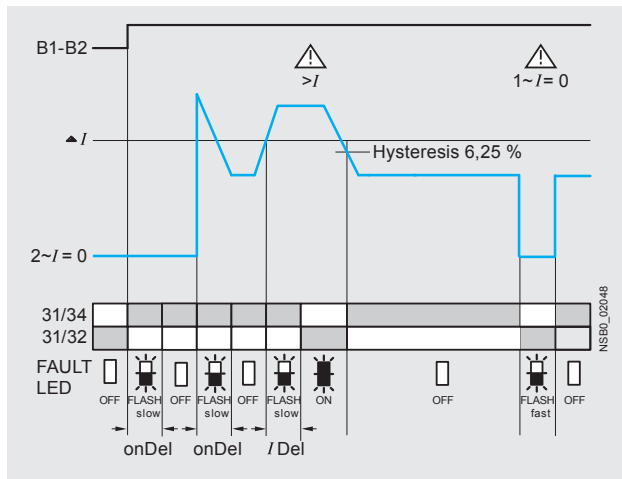 B1-B2
>I
1~I= 0
▲ I
Hysteresis 6,25 %
2~I = 0
31/34
31/32
NSB0_02048
FAULT
LED
OFF FLASH OFF FLASH OFF FLASH ON OFF FLASH OFF
slow slow slow fast
onDel onDel I Del